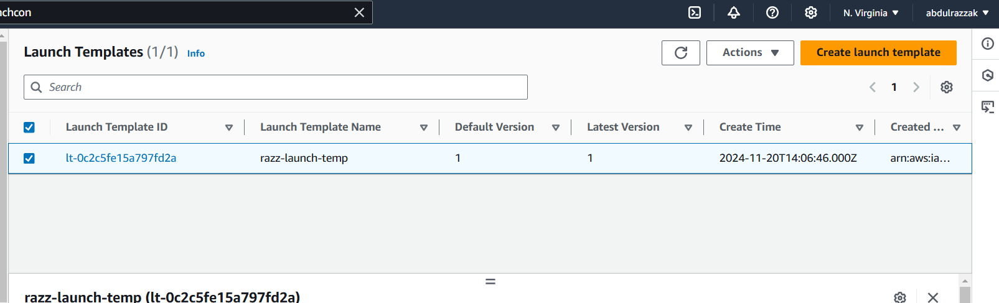 nchcon
N. Virginia
abdulrazzak
Launch Templates (1/1) Info
Actions
Create launch template
Search
1
Launch Template ID
Launch Template Name
Default Version
Latest Version
Create Time
Created ...
lt-0c2c5fe15a797fd2a
razz-launch-temp
1
1
2024-11-20T14:06:46.000Z
arn:aws:ia...
razz-launch-temp (lt-0c2c5fe15a797fd2a)